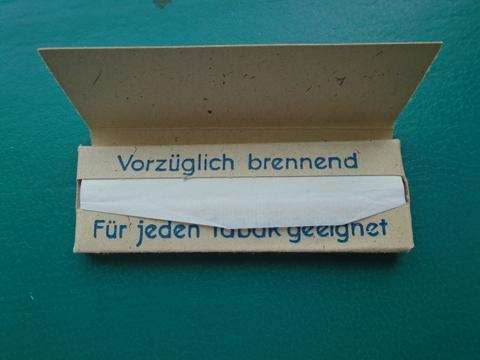 Vorzüglich brennend
Für jeden Tabak geeignet